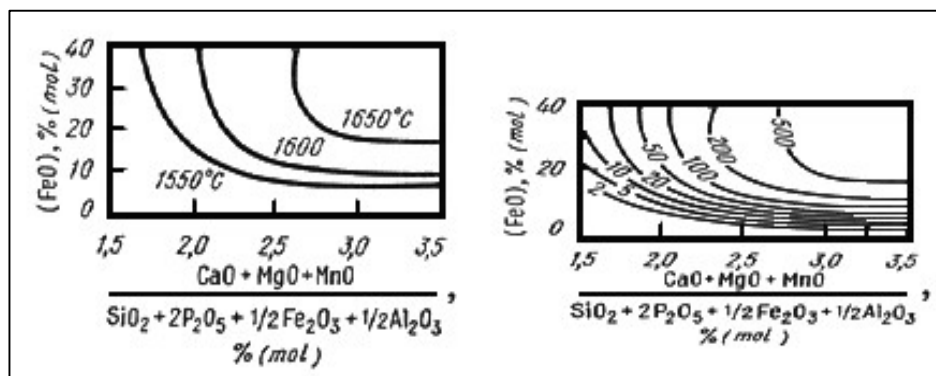 (FeO), % (mol)
40
30
20
10
0
1650°C
1600
1550°C
1,5
2,0
2,5
3,0
3,5
CaO + MgO + MnO
SiO₂ + 2P₂O₅ + 1/2 Fe₂O₃ + 1/2 Al₂O₃ ,
% (mol)
(FeO), % (mol)
40
20
0
2
5
10
20
50
100
200
500
1,5
2,0
2,5
3,0
3,5
CaO + MgO + MnO
SiO₂ + 2P₂O₅ + 1/2 Fe₂O₃ + 1/2 Al₂O₃ ,
% (mol)